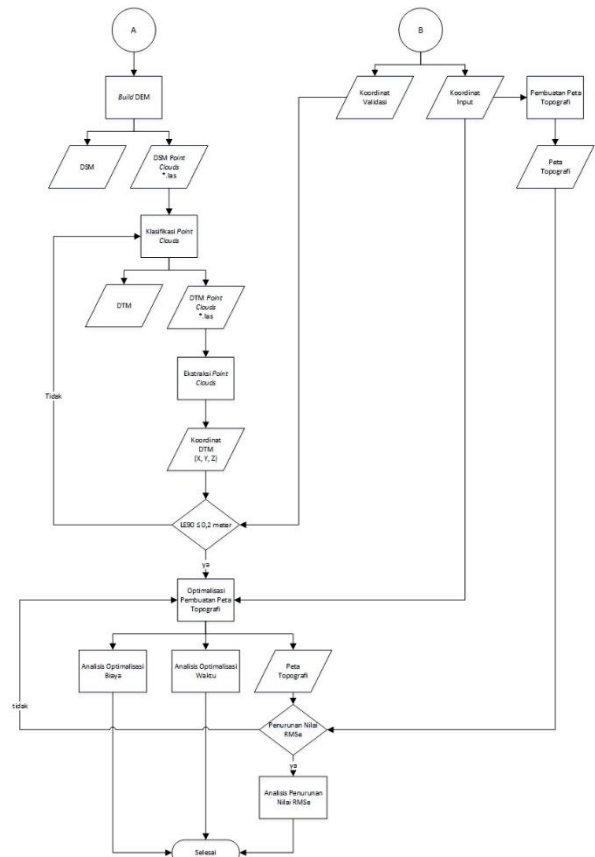 A
B
Build DEM
Koordinat
Validasi
Koordinat
Input
Pembuatan Peta
Topografi
DSM
DSM Point
Clouds
*.las
Peta
Topografi
Klasifikasi Point
Clouds
DTM
DTM Point
Clouds
*.las
Ekstraksi Point
Clouds
Tidak
Koordinat
DTM
(X, Y, Z)
LE90 ≤ 0,2 meter
ya
Optimalisasi
Pembuatan Peta
Topografi
Analisis Optimalisasi
Biaya
Analisis Optimalisasi
Waktu
Peta
Topografi
tidak
Penurunan Nilai
RMSe
ya
Analisis Penurunan
Nilai RMSe
Selesai